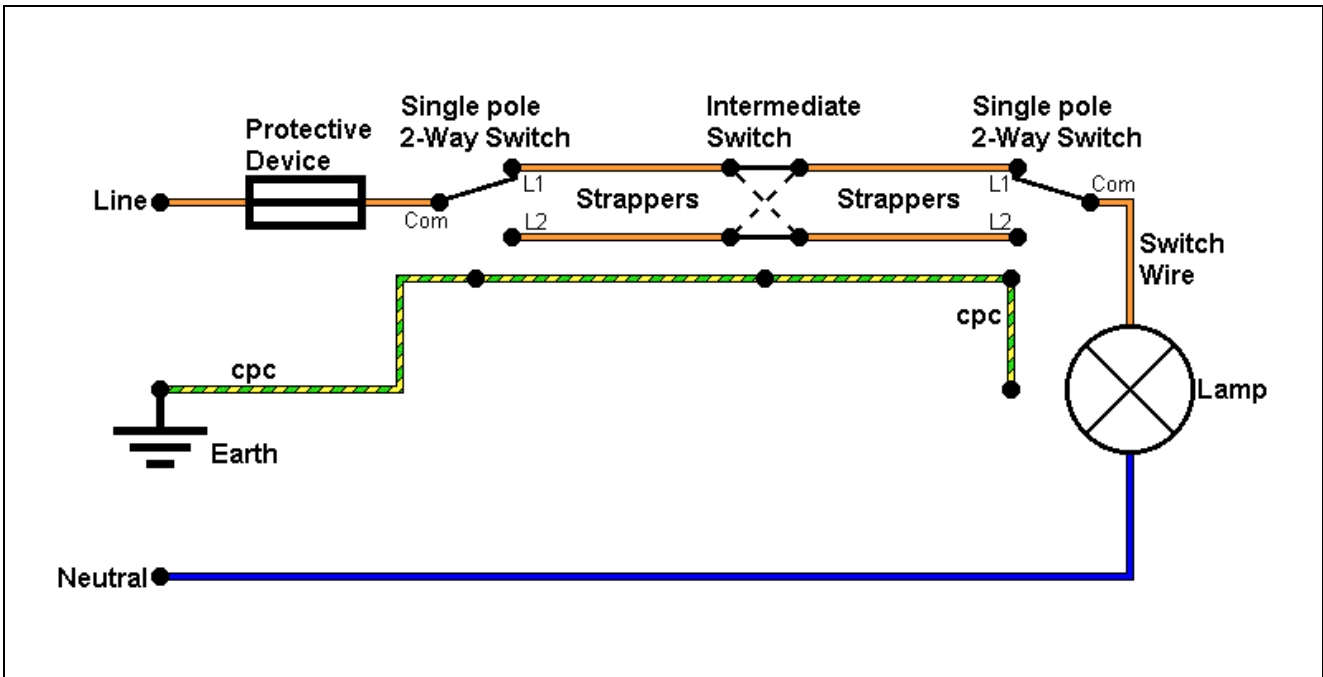 Single pole
2-Way Switch
Intermediate
Switch
Single pole
2-Way Switch
Protective
Device
Line
Com
L1
L2
Strappers
Strappers
L1
L2
Com
Switch
Wire
cpc
cpc
Lamp
Earth
Neutral